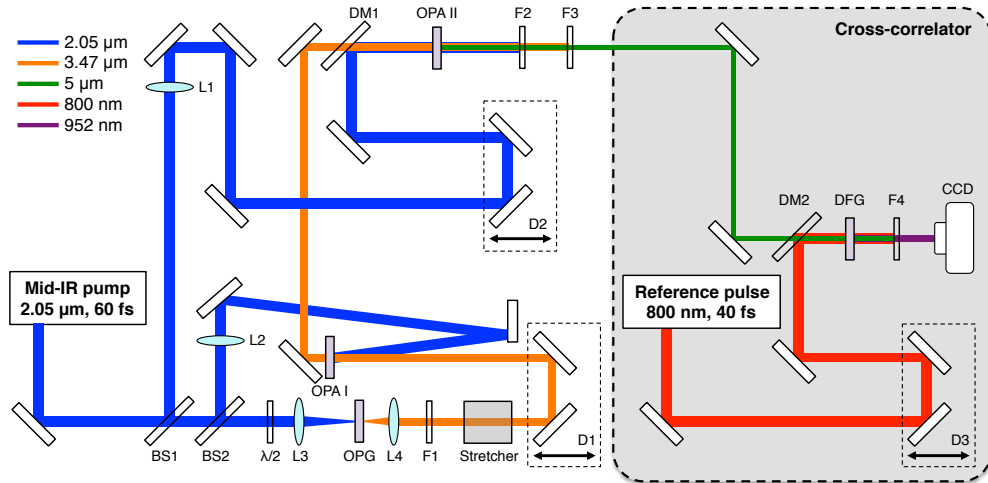 DM1
OPA II
F2
F3
Cross-correlator
2.05 µm
3.47 µm
5 µm
800 nm
952 nm
L1
D2
DM2
DFG
F4
CCD
Mid-IR pump
2.05 µm, 60 fs
Reference pulse
800 nm, 40 fs
L2
OPA I
BS1
BS2
λ/2
L3
OPG
L4
F1
Stretcher
D1
D3